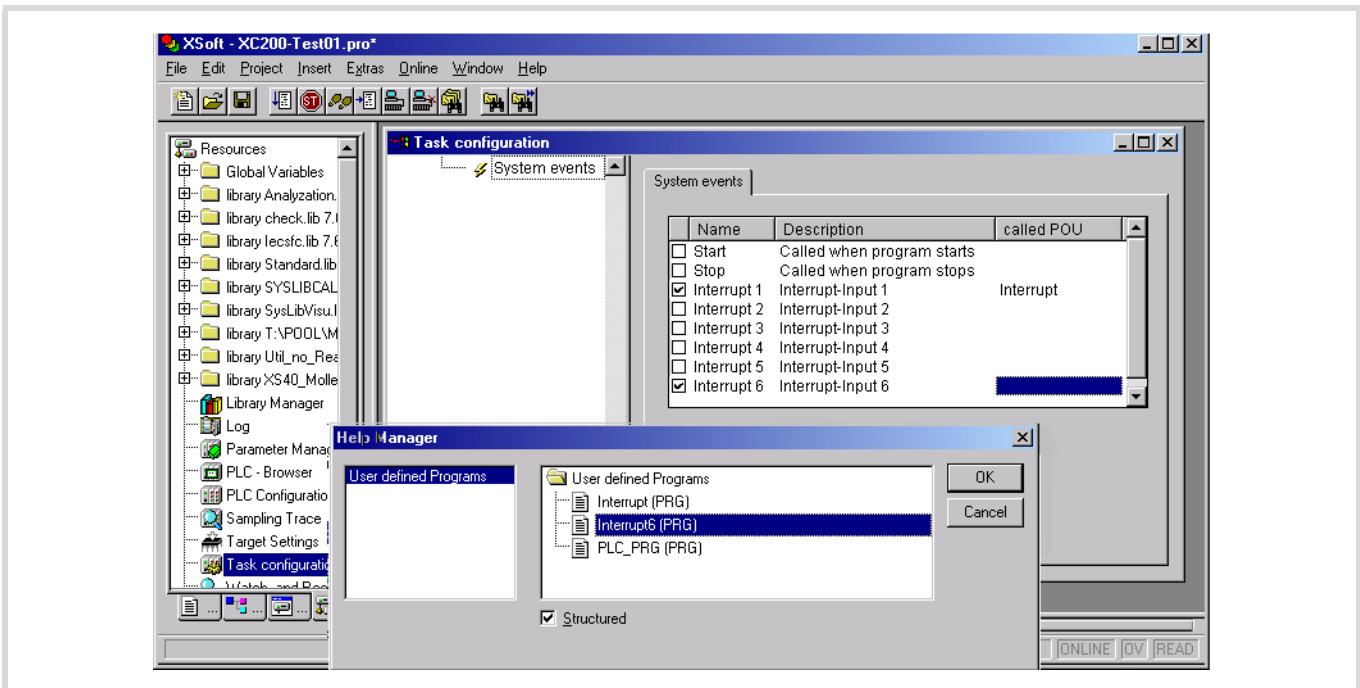 XSoft - XC200-Test01.pro*
File Edit Project Insert Extras Online Window Help
Resources
Global Variables
library Analyzation.
library check.lib 7.
library Iecsfc.lib 7.6
library Standard.lib
library SYSLIBCAL
library SysLibVisu.l
library T:\POOL\M
library Util_no_Rea
library XS40_Molle
Library Manager
Log
Parameter Manag
PLC - Browser
PLC Configuratio
Sampling Trace
Target Settings
Task configuratio
... ... ...
Task configuration
System events
System events
Name Description called POU
Start Called when program starts
Stop Called when program stops
Interrupt 1 Interrupt-Input 1 Interrupt
Interrupt 2 Interrupt-Input 2
Interrupt 3 Interrupt-Input 3
Interrupt 4 Interrupt-Input 4
Interrupt 5 Interrupt-Input 5
Interrupt 6 Interrupt-Input 6
Help Manager
User defined Programs
User defined Programs
Interrupt (PRG)
Interrupt6 (PRG)
PLC_PRG (PRG)
OK
Cancel
Structured
ONLINE OV READ